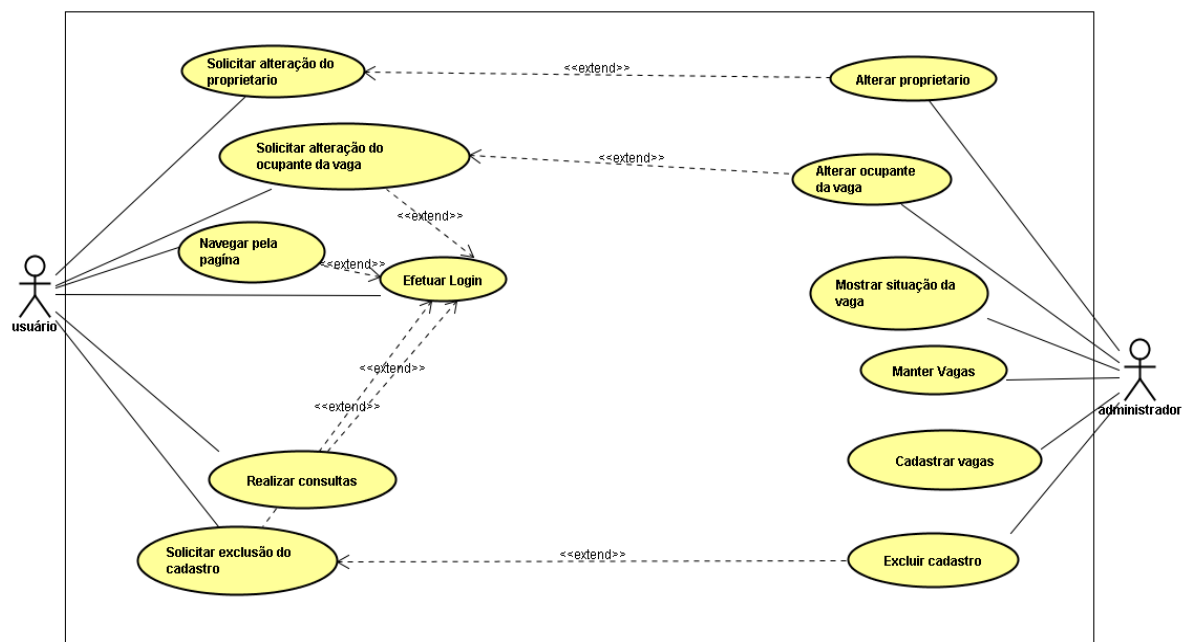 Solicitar alteração do
proprietario
<<extend>>
Alterar proprietario
Solicitar alteração do
ocupante da vaga
<<extend>>
Alterar ocupante
da vaga
<<extend>>
Navegar pela
pagína
<<extend>>
Efetuar Login
Mostrar situação da
vaga
usuário
<<extend>>
Manter Vagas
<<extend>>
administrador
Cadastrar vagas
Realizar consultas
Solicitar exclusão do
cadastro
<<extend>>
Excluir cadastro